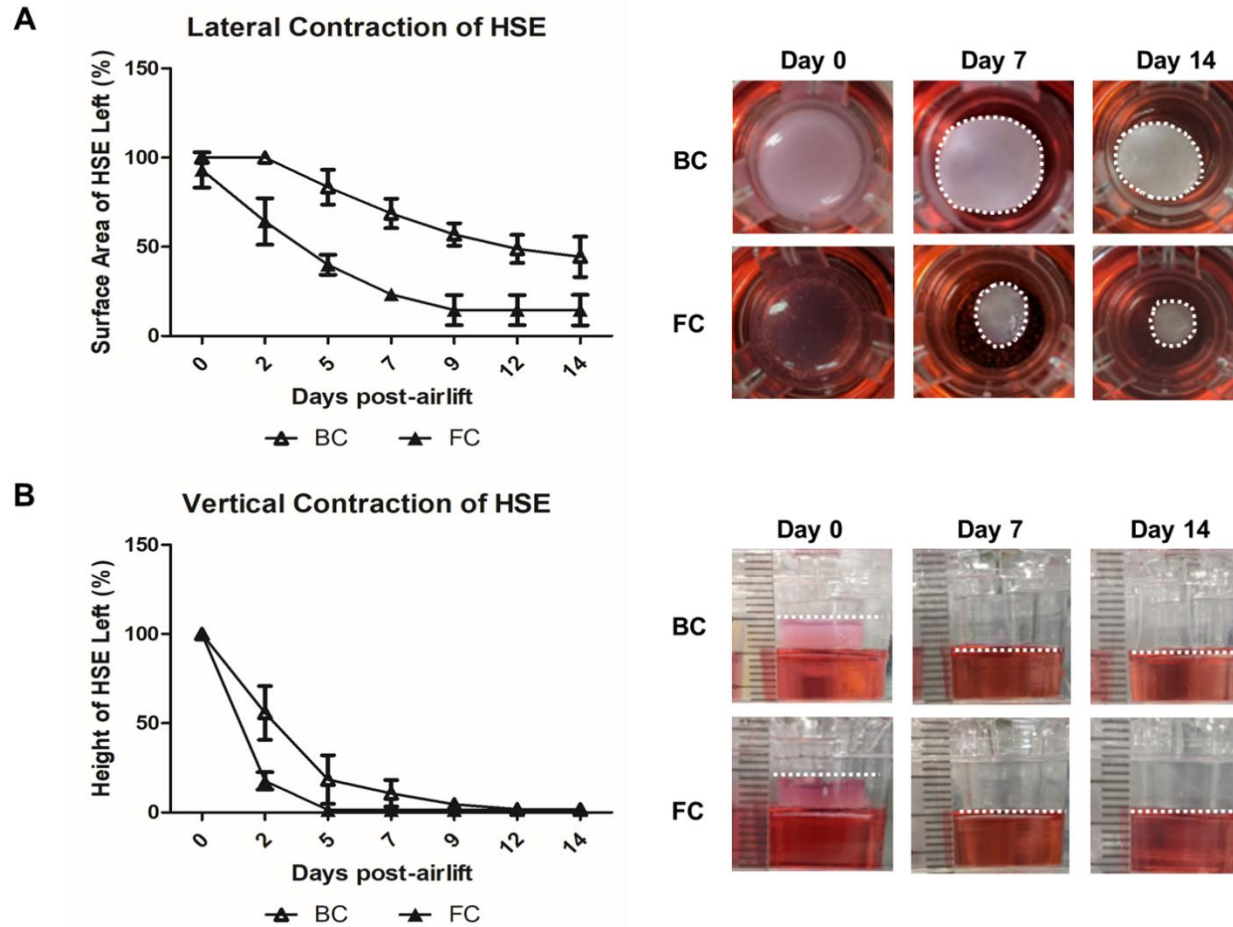 A
Lateral Contraction of HSE
Surface Area of HSE Left (%)
150
100
50
0
0 2 5 7 9 12 14
Days post-airlift
BC FC
Day 0 Day 7 Day 14
BC
FC
B
Vertical Contraction of HSE
Height of HSE Left (%)
150
100
50
0
0 2 5 7 9 12 14
Days post-airlift
BC FC
Day 0 Day 7 Day 14
BC
FC